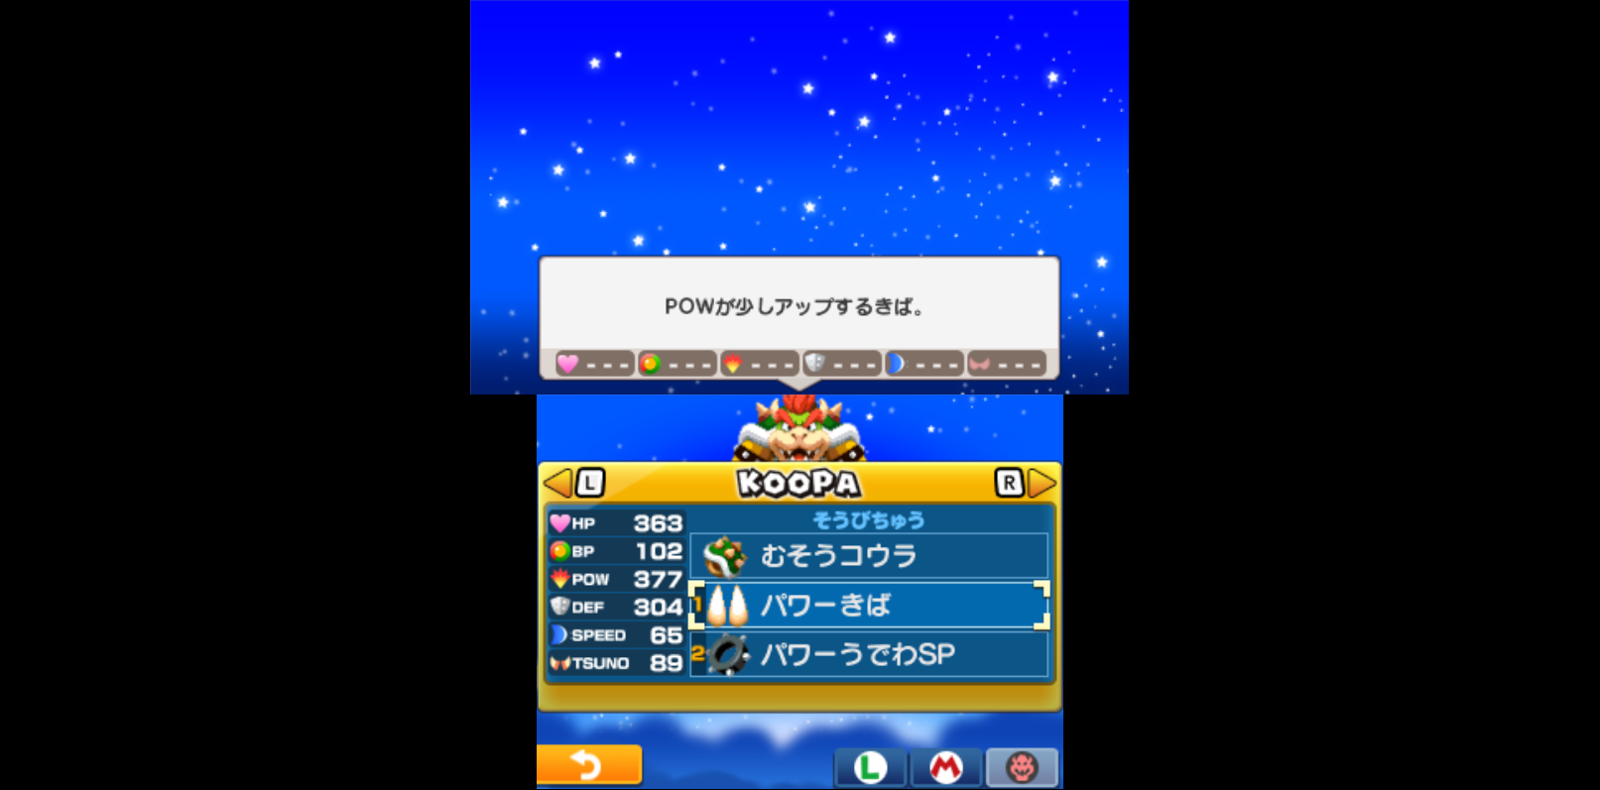 POWが少しアップするきば。
--- --- --- --- --- ---
L KOOPA R
そうびちゅう
HP 363
BP 102
POW 377
DEF 304
SPEED 65
TSUNO 89
むそうコウラ
1 パワーきば
2 パワーうでわSP
L M